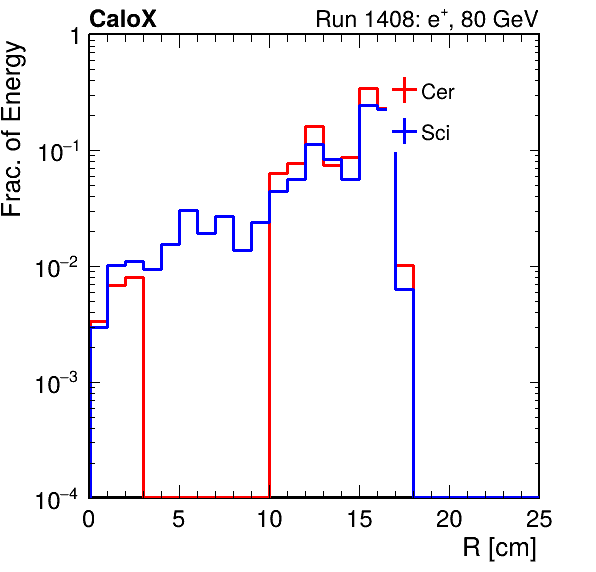 CaloX Run 1408: e⁺, 80 GeV
Frac. of Energy
1
10⁻¹
10⁻²
10⁻³
10⁻⁴
Cer
Sci
0 5 10 15 20 25
R [cm]